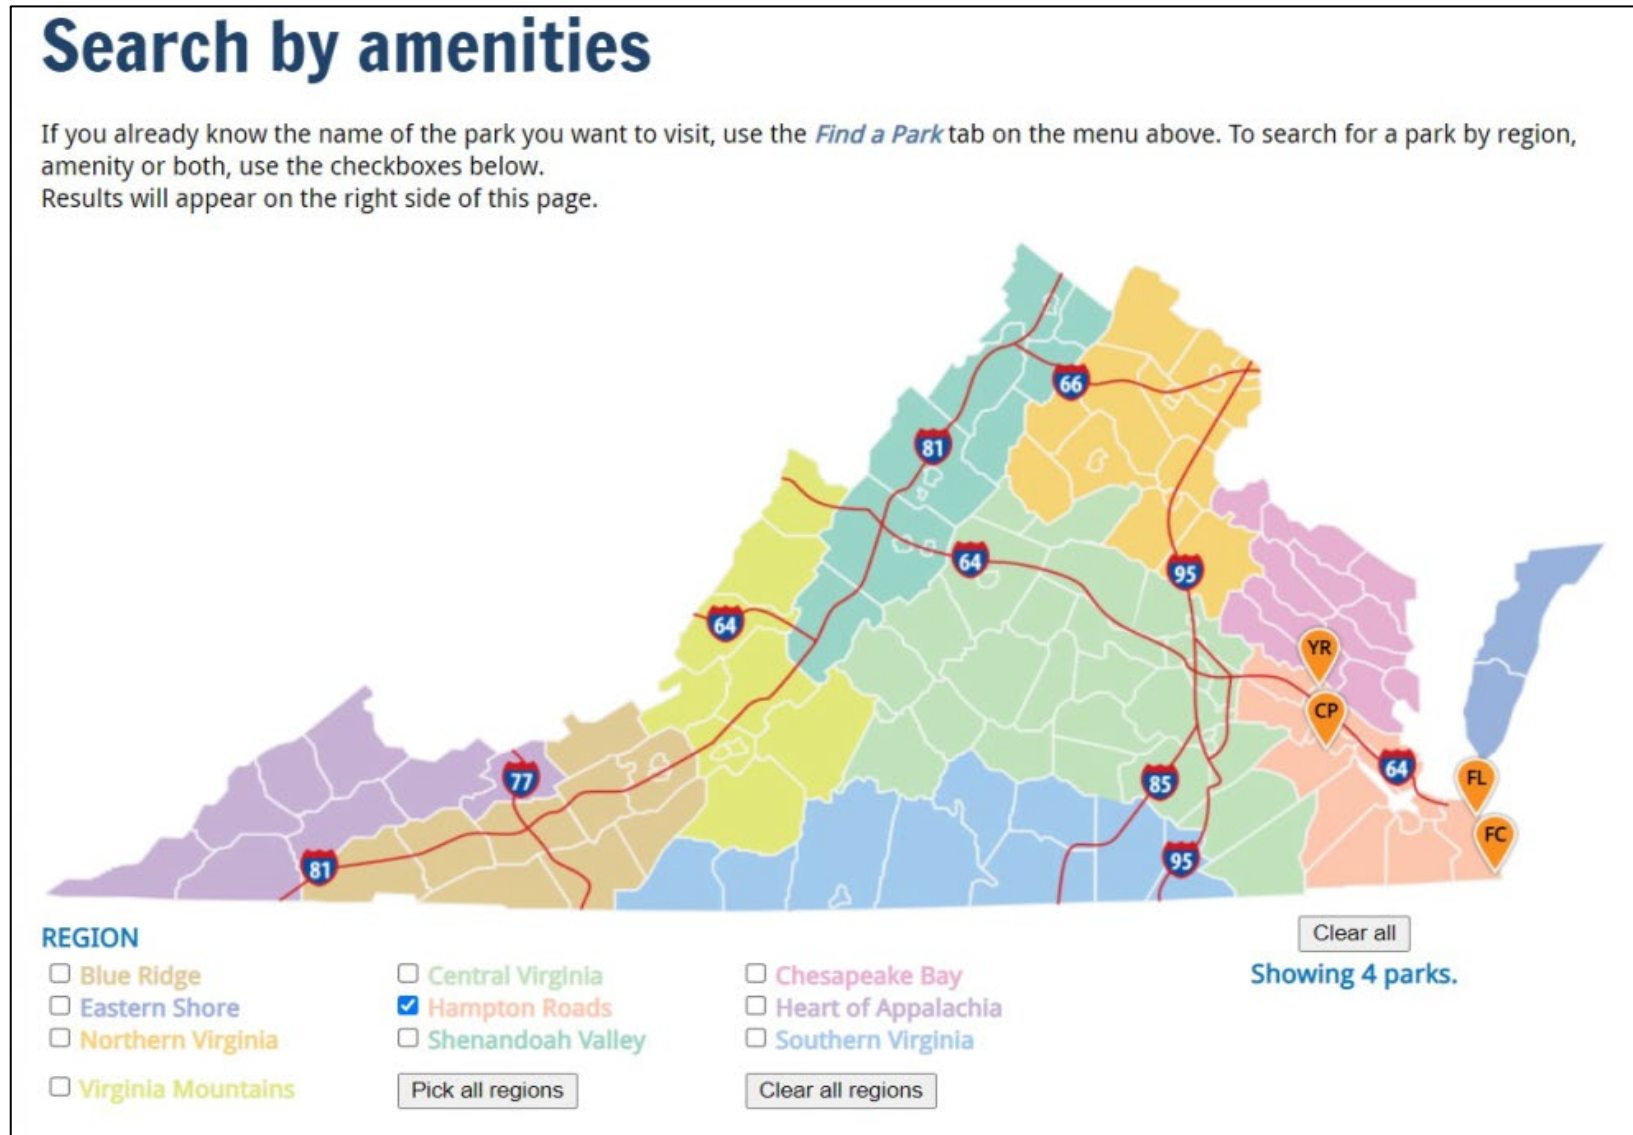 Search by amenities
If you already know the name of the park you want to visit, use the Find a Park tab on the menu above. To search for a park by region,
amenity or both, use the checkboxes below.
Results will appear on the right side of this page.
66
81
64
95
64
YR
CP
77
85
64
FL
FC
81
95
REGION
Clear all
Blue Ridge
Central Virginia
Chesapeake Bay
Showing 4 parks.
Eastern Shore
Hampton Roads
Heart of Appalachia
Northern Virginia
Shenandoah Valley
Southern Virginia
Virginia Mountains
Pick all regions
Clear all regions